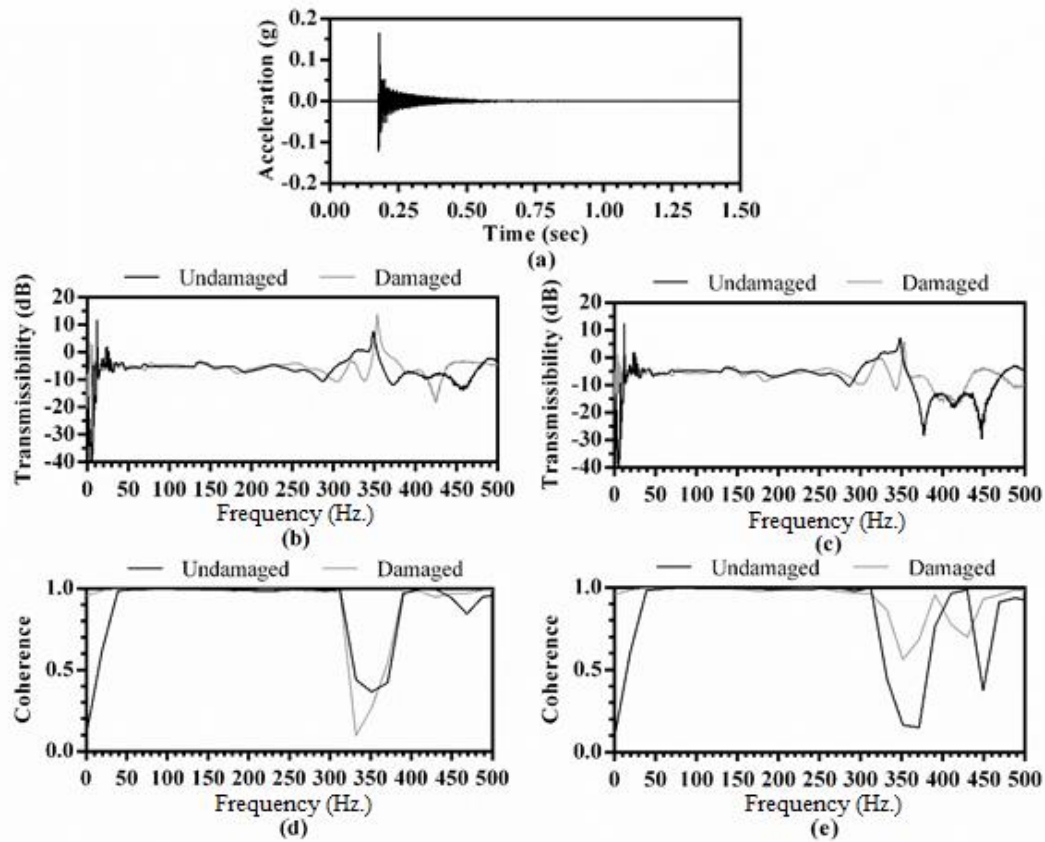 Acceleration (g)
0.2
0.1
0.0
-0.1
-0.2
0.00 0.25 0.50 0.75 1.00 1.25 1.50
Time (sec)
(a)
Undamaged Damaged
Transmissibility (dB)
20
10
0
-10
-20
-30
-40
0 50 100 150 200 250 300 350 400 450 500
Frequency (Hz.)
(b)
Undamaged Damaged
Transmissibility (dB)
20
10
0
-10
-20
-30
-40
0 50 100 150 200 250 300 350 400 450 500
Frequency (Hz.)
(c)
Undamaged Damaged
Coherence
1.0
0.5
0.0
0 50 100 150 200 250 300 350 400 450 500
Frequency (Hz.)
(d)
Undamaged Damaged
Coherence
1.0
0.5
0.0
0 50 100 150 200 250 300 350 400 450 500
Frequency (Hz.)
(e)